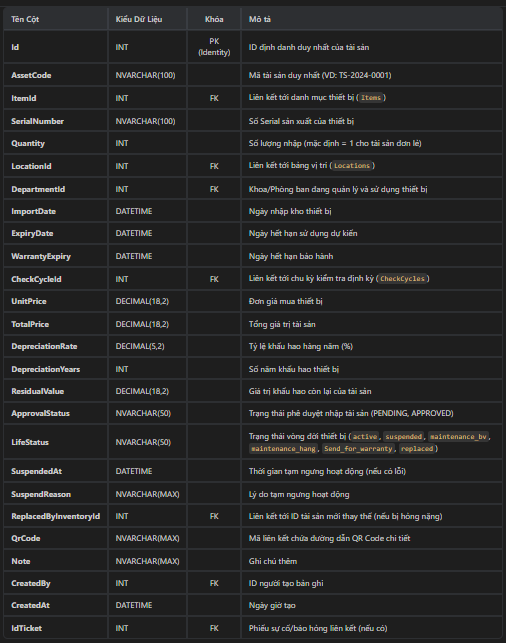 Tên Cột Kiểu Dữ Liệu Khóa Mô tả
Id INT PK (Identity) ID định danh duy nhất của tài sản
AssetCode NVARCHAR(100) Mã tài sản duy nhất (VD: TS-2024-0001)
ItemId INT FK Liên kết tới danh mục thiết bị (Items)
SerialNumber NVARCHAR(100) Số Serial sản xuất của thiết bị
Quantity INT Số lượng nhập (mặc định = 1 cho tài sản đơn lẻ)
LocationId INT FK Liên kết tới bảng vị trí (Locations)
DepartmentId INT FK Khoa/Phòng ban đang quản lý và sử dụng thiết bị
ImportDate DATETIME Ngày nhập kho thiết bị
ExpiryDate DATETIME Ngày hết hạn sử dụng dự kiến
WarrantyExpiry DATETIME Ngày hết hạn bảo hành
CheckCycleId INT FK Liên kết tới chu kỳ kiểm tra định kỳ (CheckCycles)
UnitPrice DECIMAL(18,2) Đơn giá mua thiết bị
TotalPrice DECIMAL(18,2) Tổng giá trị tài sản
DepreciationRate DECIMAL(5,2) Tỷ lệ khấu hao hàng năm (%)
DepreciationYears INT Số năm khấu hao thiết bị
ResidualValue DECIMAL(18,2) Giá trị khấu hao còn lại của tài sản
ApprovalStatus NVARCHAR(50) Trạng thái phê duyệt nhập tài sản (PENDING, APPROVED)
LifeStatus NVARCHAR(50) Trạng thái vòng đời thiết bị (active, suspended, maintenance_bv,
maintenance_hang, Send_for_warranty, replaced)
SuspendedAt DATETIME Thời gian tạm ngưng hoạt động (nếu có lỗi)
SuspendReason NVARCHAR(MAX) Lý do tạm ngưng hoạt động
ReplacedByInventoryId INT FK Liên kết tới ID tài sản mới thay thế (nếu bị hỏng nặng)
QrCode NVARCHAR(MAX) Mã liên kết chứa đường dẫn QR Code chi tiết
Note NVARCHAR(MAX) Ghi chú thêm
CreatedBy INT FK ID người tạo bản ghi
CreatedAt DATETIME Ngày giờ tạo
IdTicket INT FK Phiếu sự cố/báo hỏng liên kết (nếu có)